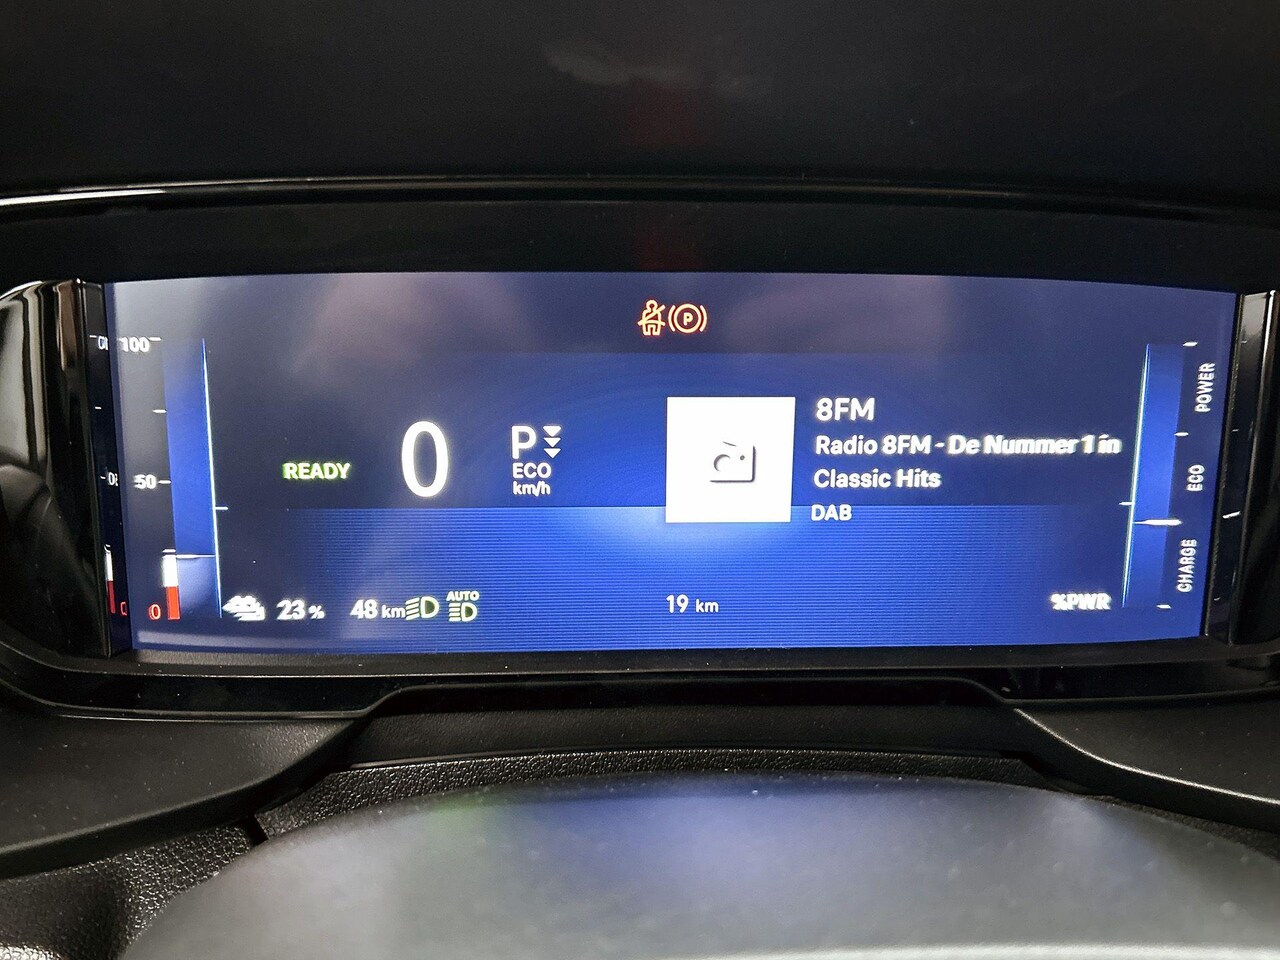 P
100
8FM
POWER
READY
0
P
ECO
km/h
Radio 8FM - De Nummer 1 in
Classic Hits
50
ECO
DAB
CHARGE
0
23 %
48 km
AUTO
19 km
%PWR